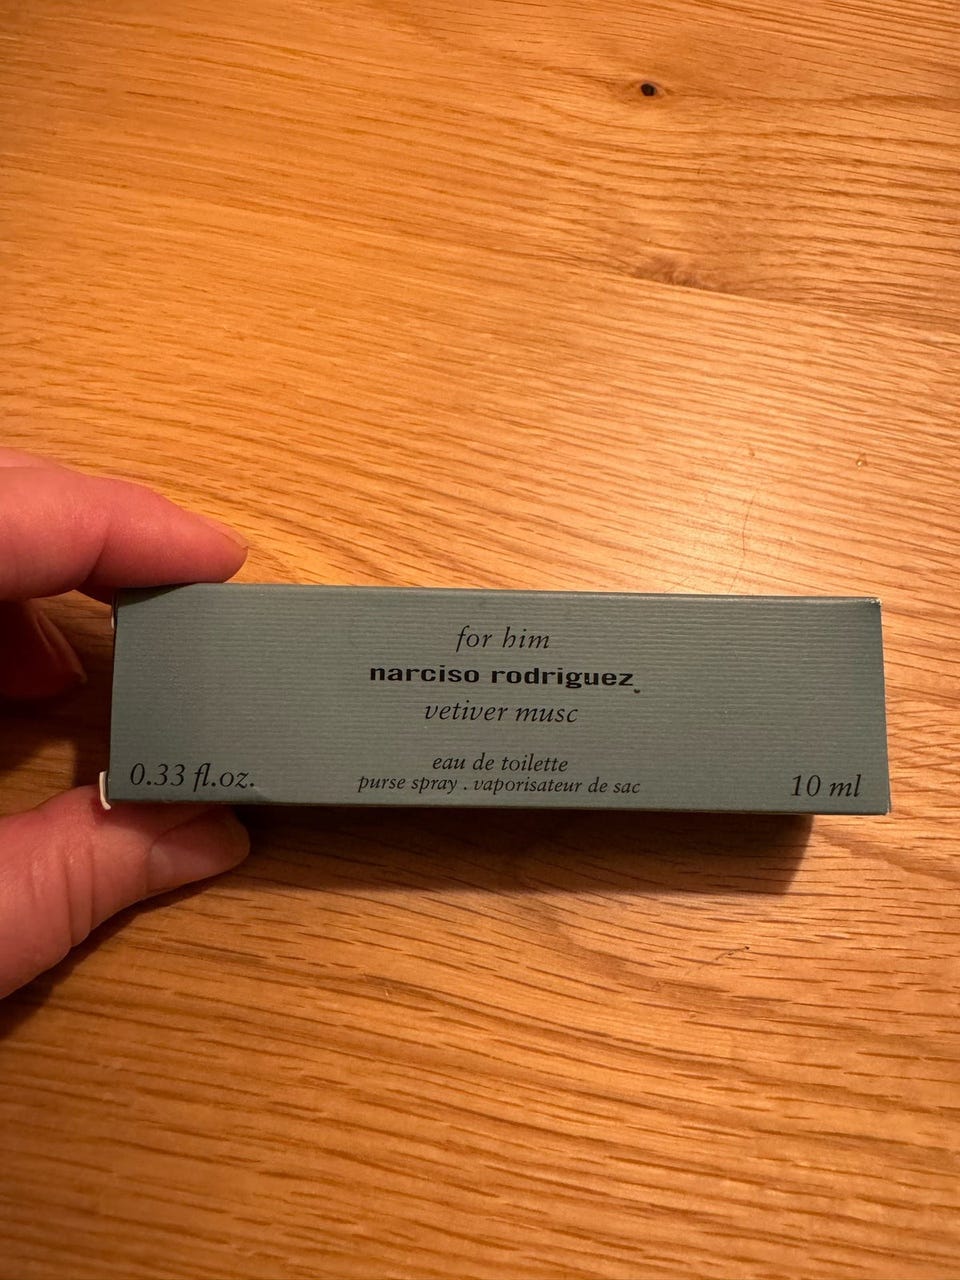 for him
narciso rodriguez
vetiver musc
eau de toilette
purse spray . vaporisateur de sac
0.33 fl.oz.
10 ml